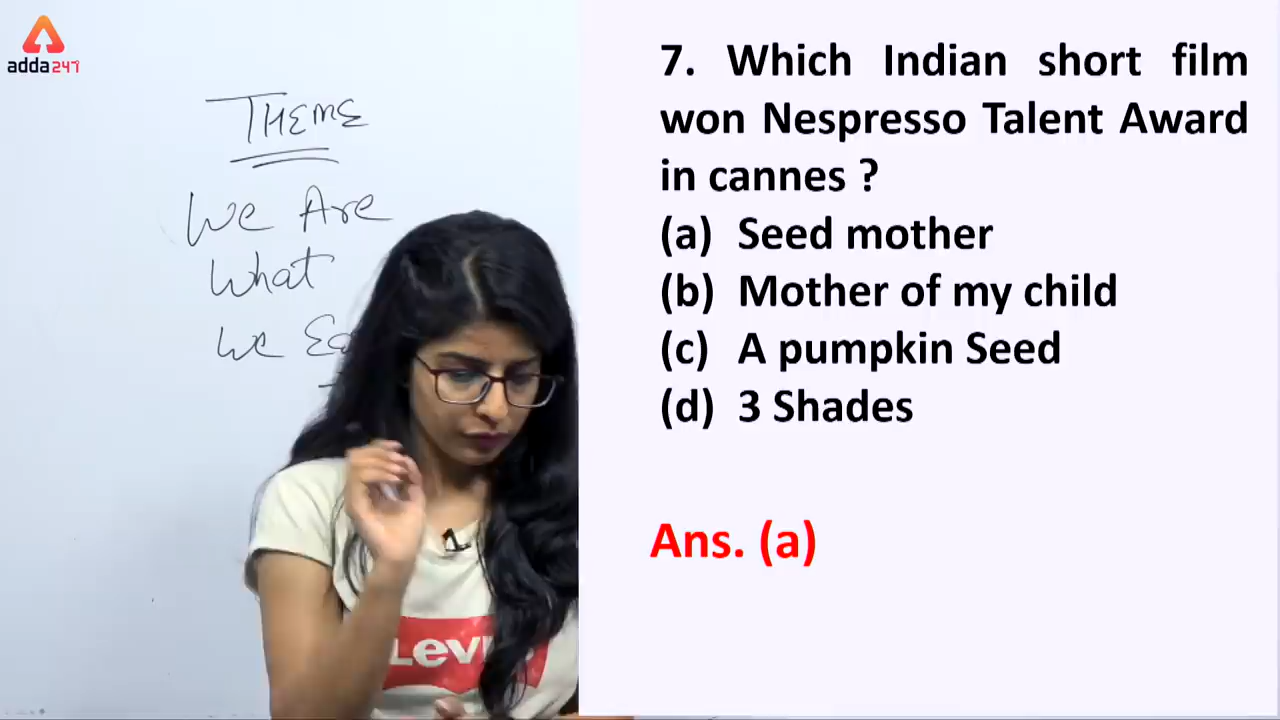 adda247
THEME
We Are
What
We Ea
Levi
7. Which Indian short film
won Nespresso Talent Award
in cannes ?
(a) Seed mother
(b) Mother of my child
(c) A pumpkin Seed
(d) 3 Shades
Ans. (a)